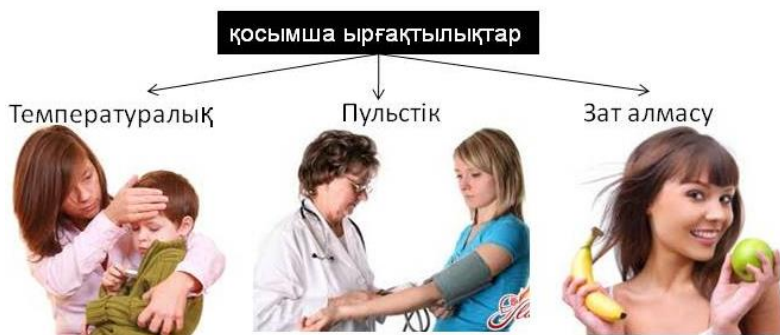 қосымша ырғақтылықтар
Температуралық
Пульстік
Зат алмасу